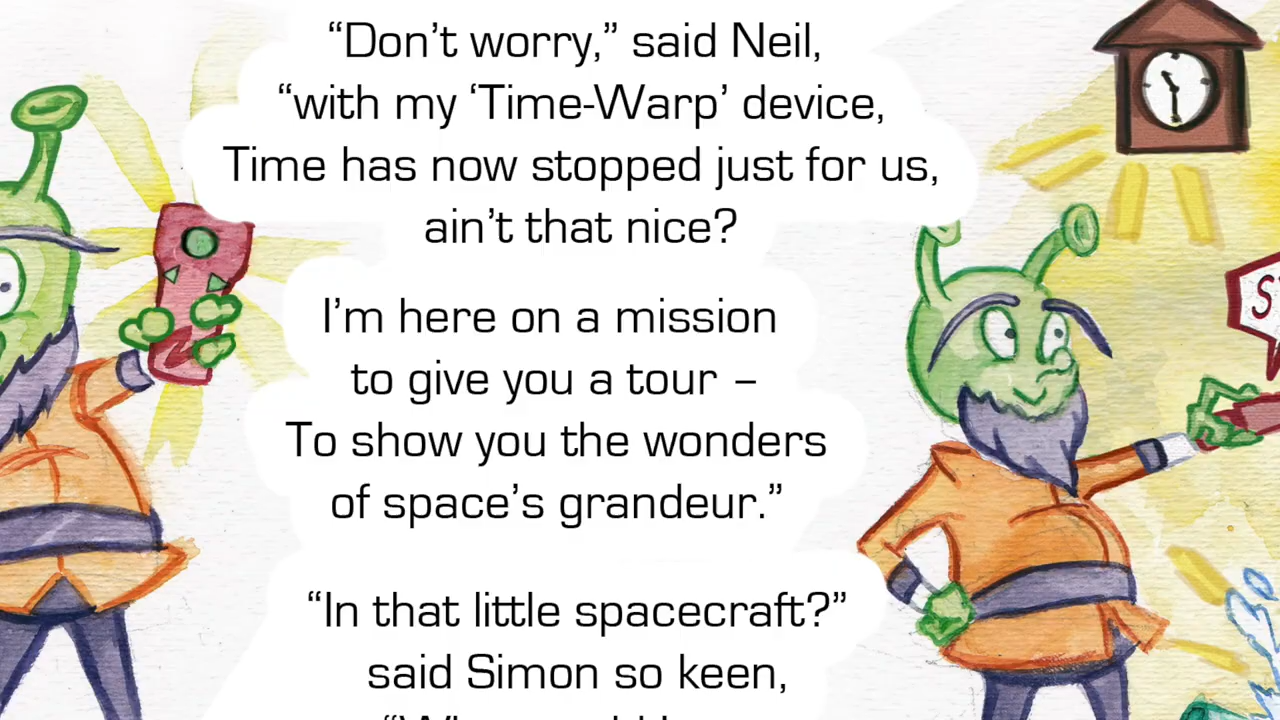 “Don’t worry,” said Neil,
“with my ‘Time-Warp’ device,
Time has now stopped just for us,
ain’t that nice?
I’m here on a mission
to give you a tour –
To show you the wonders
of space’s grandeur.”
“In that little spacecraft?”
said Simon so keen,